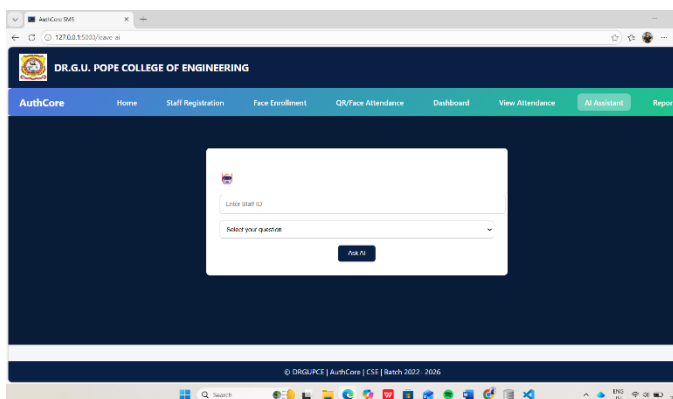 AuthCore SMS
127.0.0.1:5000/leave-ai
DR.G.U. POPE COLLEGE OF ENGINEERING
AuthCore Home Staff Registration Face Enrollment QR/Face Attendance Dashboard View Attendance AI Assistant Repor
Enter Staff ID
Select your question
Ask AI
© DRGUPCE | AuthCore | CSE | Batch 2022- 2026
Search
ENG